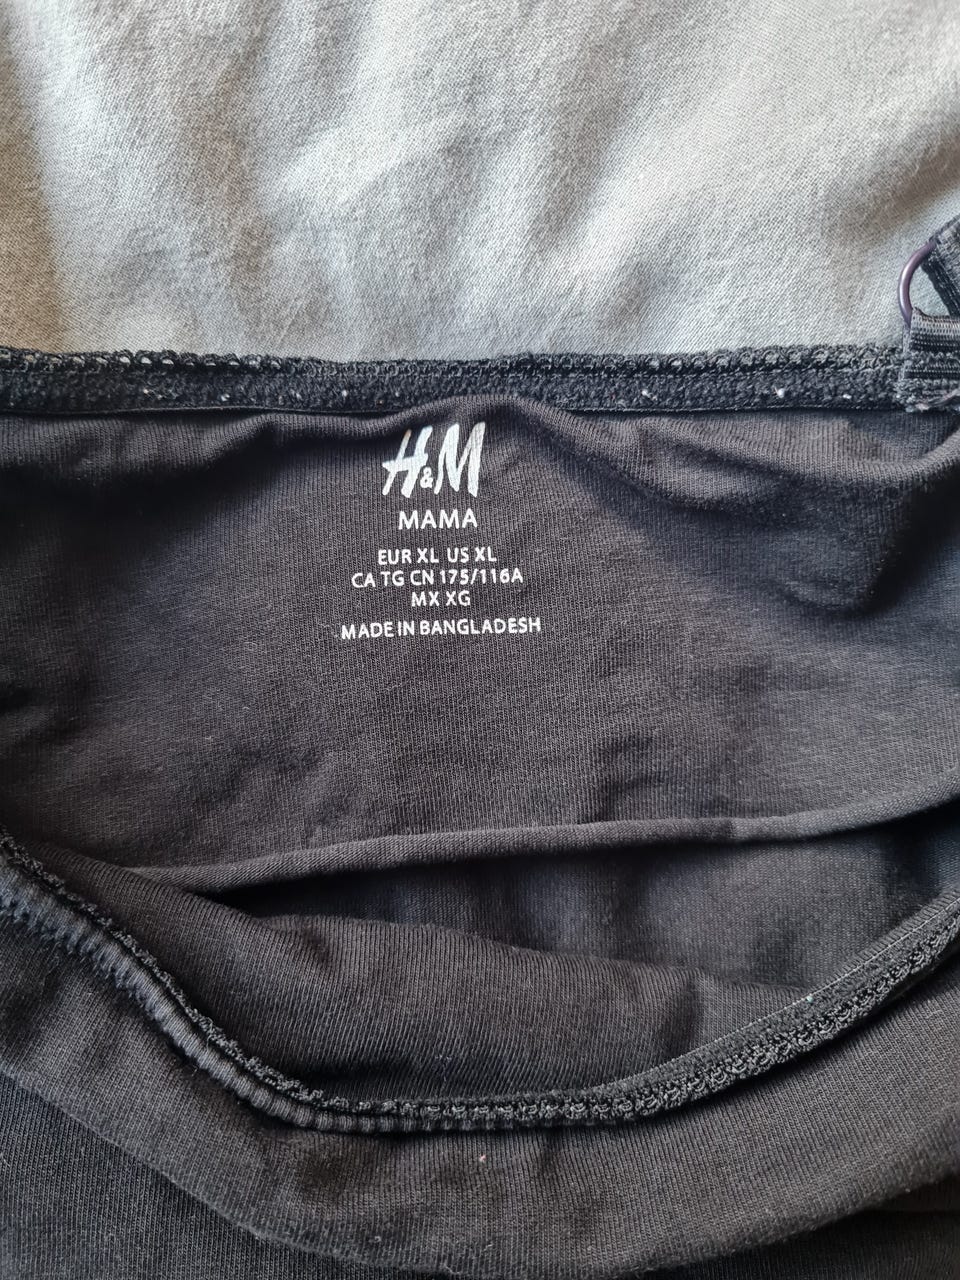 H&M
MAMA
EUR XL US XL
CA TG CN 175/116A
MX XG
MADE IN BANGLADESH